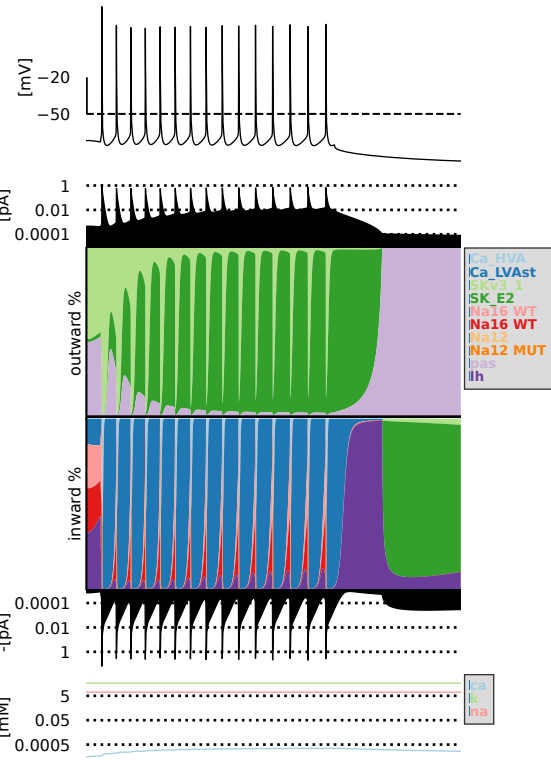 [mV]
−20
−50
[pA]
1
0.01
0.0001
outward %
Ca_HVA
Ca_LVAst
SKv3_1
SK_E2
Na16 WT
Na16 WT
Na12
Na12 MUT
pas
Ih
inward %
-[pA]
0.0001
0.01
1
[mM]
5
0.05
0.0005
ca
k
na